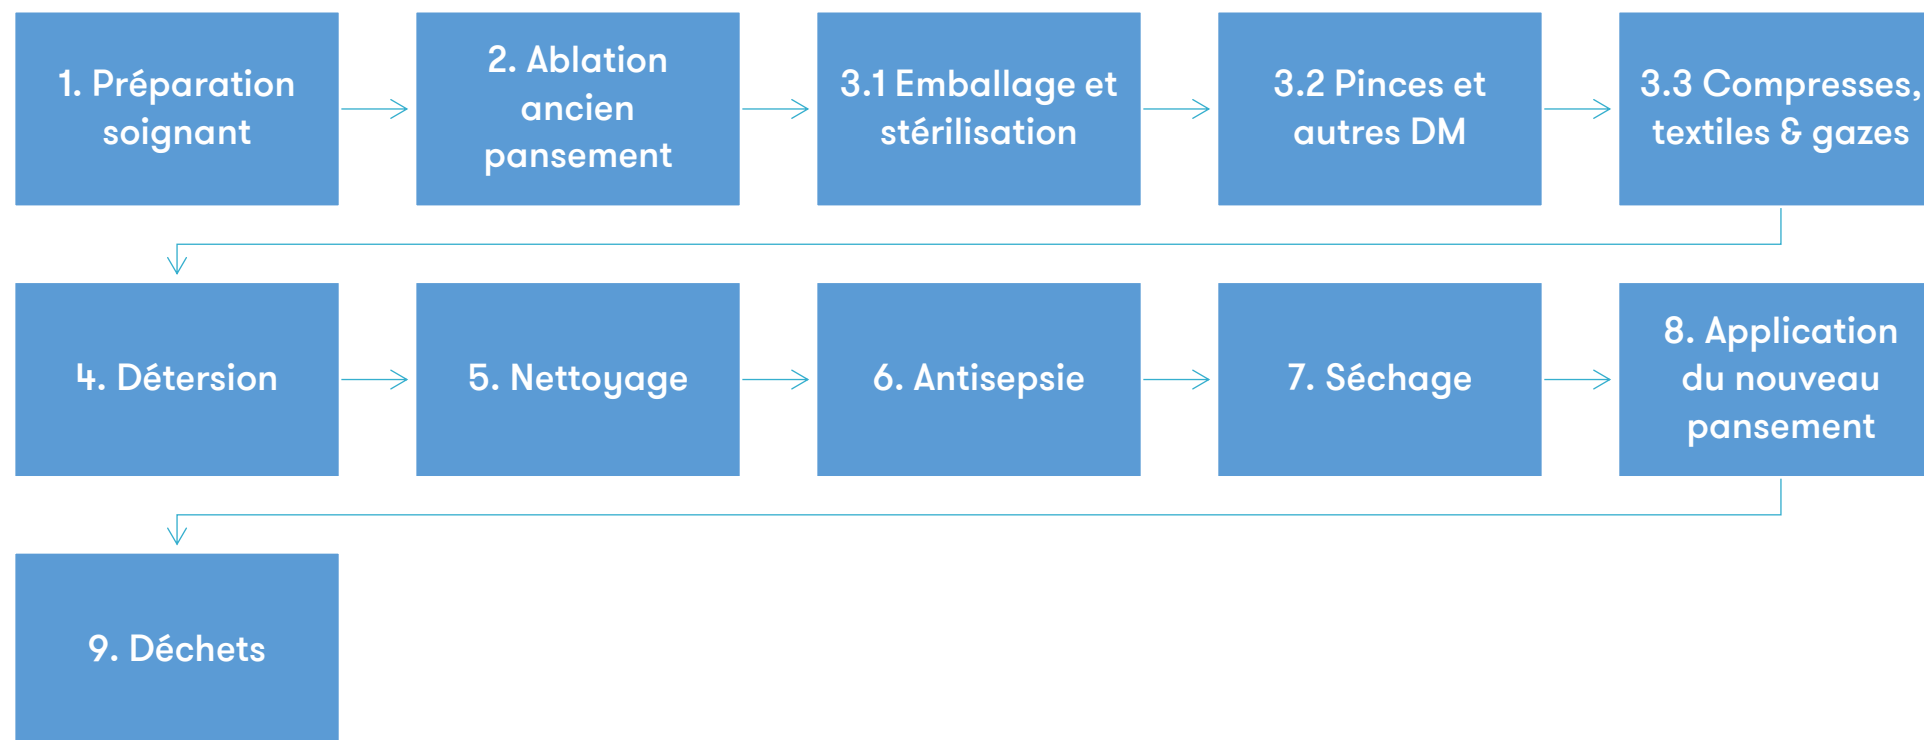 1. Préparation
soignant
2. Ablation
ancien
pansement
3.1 Emballage et
stérilisation
3.2 Pinces et
autres DM
3.3 Compresses,
textiles & gazes
4. Détersion
5. Nettoyage
6. Antisepsie
7. Séchage
8. Application
du nouveau
pansement
9. Déchets